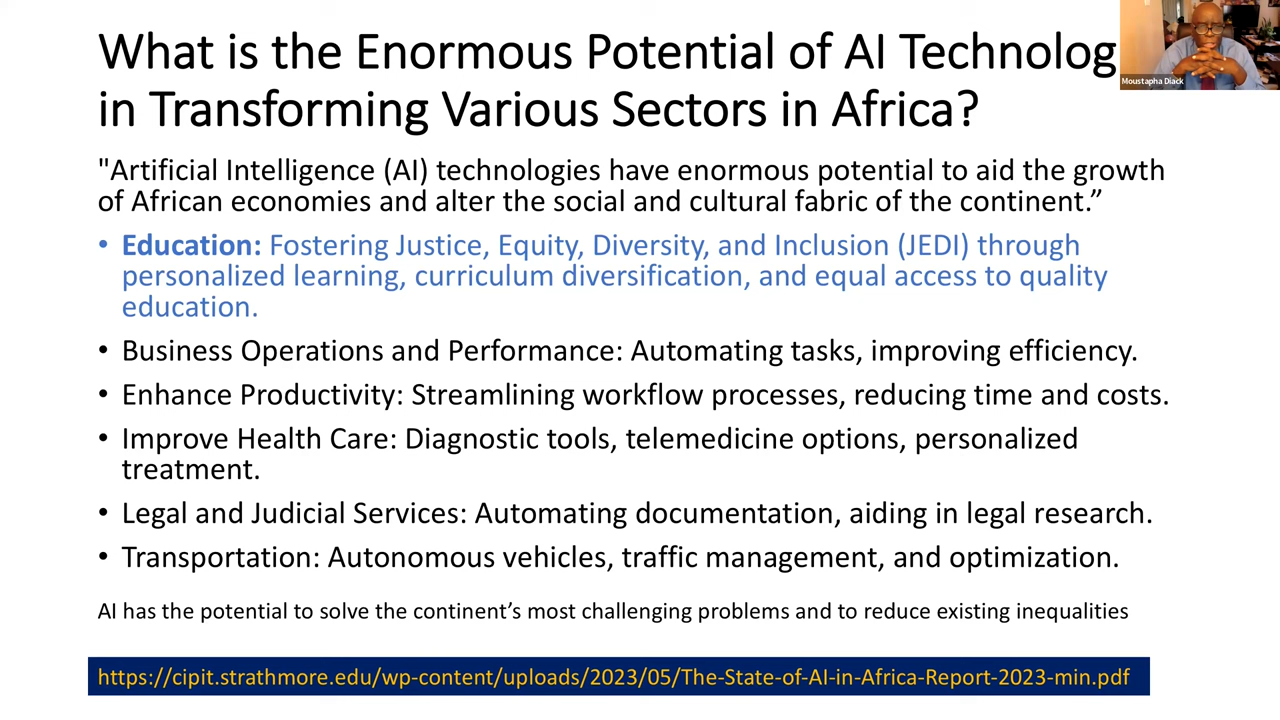 What is the Enormous Potential of AI Technolog
in Transforming Various Sectors in Africa?
Moustapha Diack
"Artificial Intelligence (AI) technologies have enormous potential to aid the growth
of African economies and alter the social and cultural fabric of the continent.”
• Education: Fostering Justice, Equity, Diversity, and Inclusion (JEDI) through
personalized learning, curriculum diversification, and equal access to quality
education.
• Business Operations and Performance: Automating tasks, improving efficiency.
• Enhance Productivity: Streamlining workflow processes, reducing time and costs.
• Improve Health Care: Diagnostic tools, telemedicine options, personalized
treatment.
• Legal and Judicial Services: Automating documentation, aiding in legal research.
• Transportation: Autonomous vehicles, traffic management, and optimization.
AI has the potential to solve the continent’s most challenging problems and to reduce existing inequalities
https://cipit.strathmore.edu/wp-content/uploads/2023/05/The-State-of-AI-in-Africa-Report-2023-min.pdf